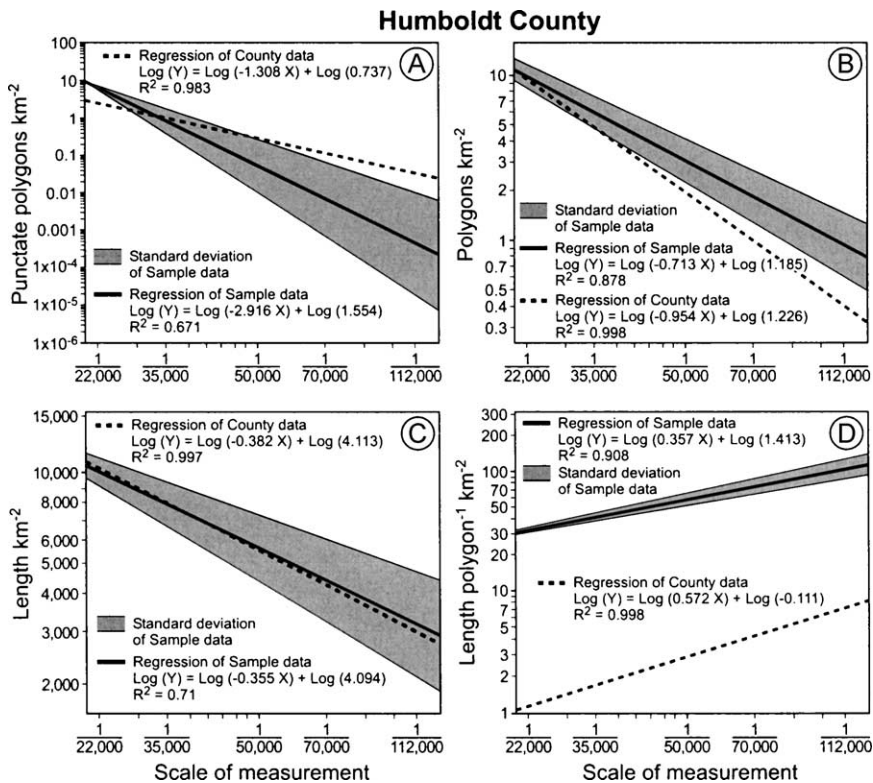 Humboldt County
A
Punctate polygons km-2
100
10
1
0.1
0.01
0.001
1x10-4
1x10-5
1x10-6
Regression of County data
Log (Y) = Log (-1.308 X) + Log (0.737)
R2 = 0.983
Standard deviation
of Sample data
Regression of Sample data
Log (Y) = Log (-2.916 X) + Log (1.554)
R2 = 0.671
1 1 1 1 1
22,000 35,000 50,000 70,000 112,000
B
Polygons km-2
10
7
5
4
3
2
1
0.7
0.5
0.4
0.3
Standard deviation
of Sample data
Regression of Sample data
Log (Y) = Log (-0.713 X) + Log (1.185)
R2 = 0.878
Regression of County data
Log (Y) = Log (-0.954 X) + Log (1.226)
R2 = 0.998
1 1 1 1 1
22,000 35,000 50,000 70,000 112,000
C
Length km-2
15,000
10,000
8,000
6,000
5,000
4,000
3,000
2,000
Regression of County data
Log (Y) = Log (-0.382 X) + Log (4.113)
R2 = 0.997
Standard deviation
of Sample data
Regression of Sample data
Log (Y) = Log (-0.355 X) + Log (4.094)
R2 = 0.71
1 1 1 1 1
22,000 35,000 50,000 70,000 112,000
Scale of measurement
D
Length polygon-1 km-2
300
200
100
70
50
40
30
20
10
7
5
4
3
2
1
Regression of Sample data
Log (Y) = Log (0.357 X) + Log (1.413)
R2 = 0.908
Standard deviation
of Sample data
Regression of County data
Log (Y) = Log (0.572 X) + Log (-0.111)
R2 = 0.998
1 1 1 1 1
22,000 35,000 50,000 70,000 112,000
Scale of measurement